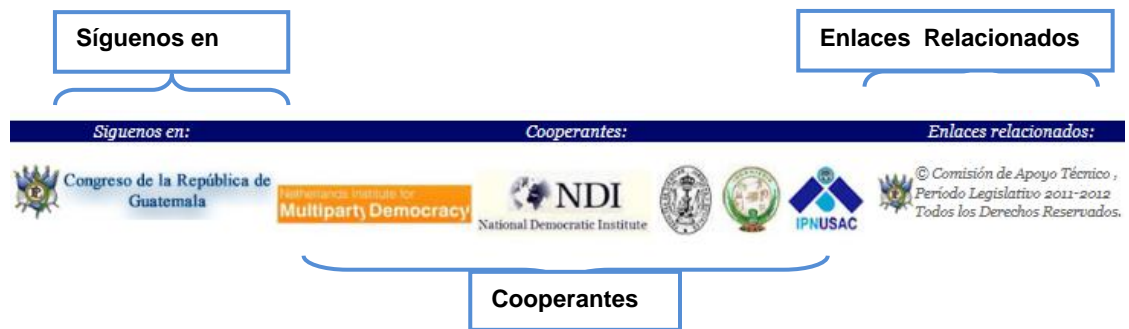 Síguenos en
Enlaces Relacionados
Siguenos en:
Cooperantes:
Enlaces relacionados:
Congreso de la República de
Guatemala
Netherlands Institute for
Multiparty Democracy
NDI
National Democratic Institute
IPNUSAC
© Comisión de Apoyo Técnico ,
Período Legislativo 2011-2012
Todos los Derechos Reservados.
Cooperantes